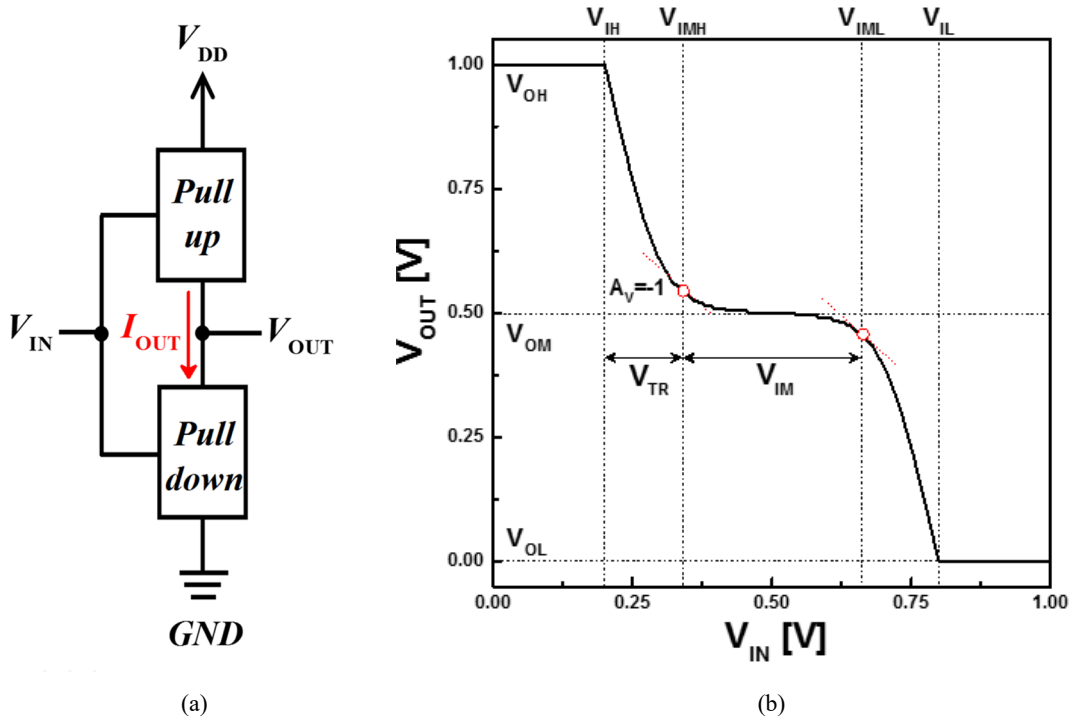 V_DD
Pull
up
V_IN
I_OUT
V_OUT
Pull
down
GND
(a)
V_IH V_IMH V_IML V_IL
1.00
V_OH
0.75
V_OUT [V]
A_V=-1
0.50
V_OM
V_TR V_IM
0.25
V_OL
0.00
0.00 0.25 0.50 0.75 1.00
V_IN [V]
(b)